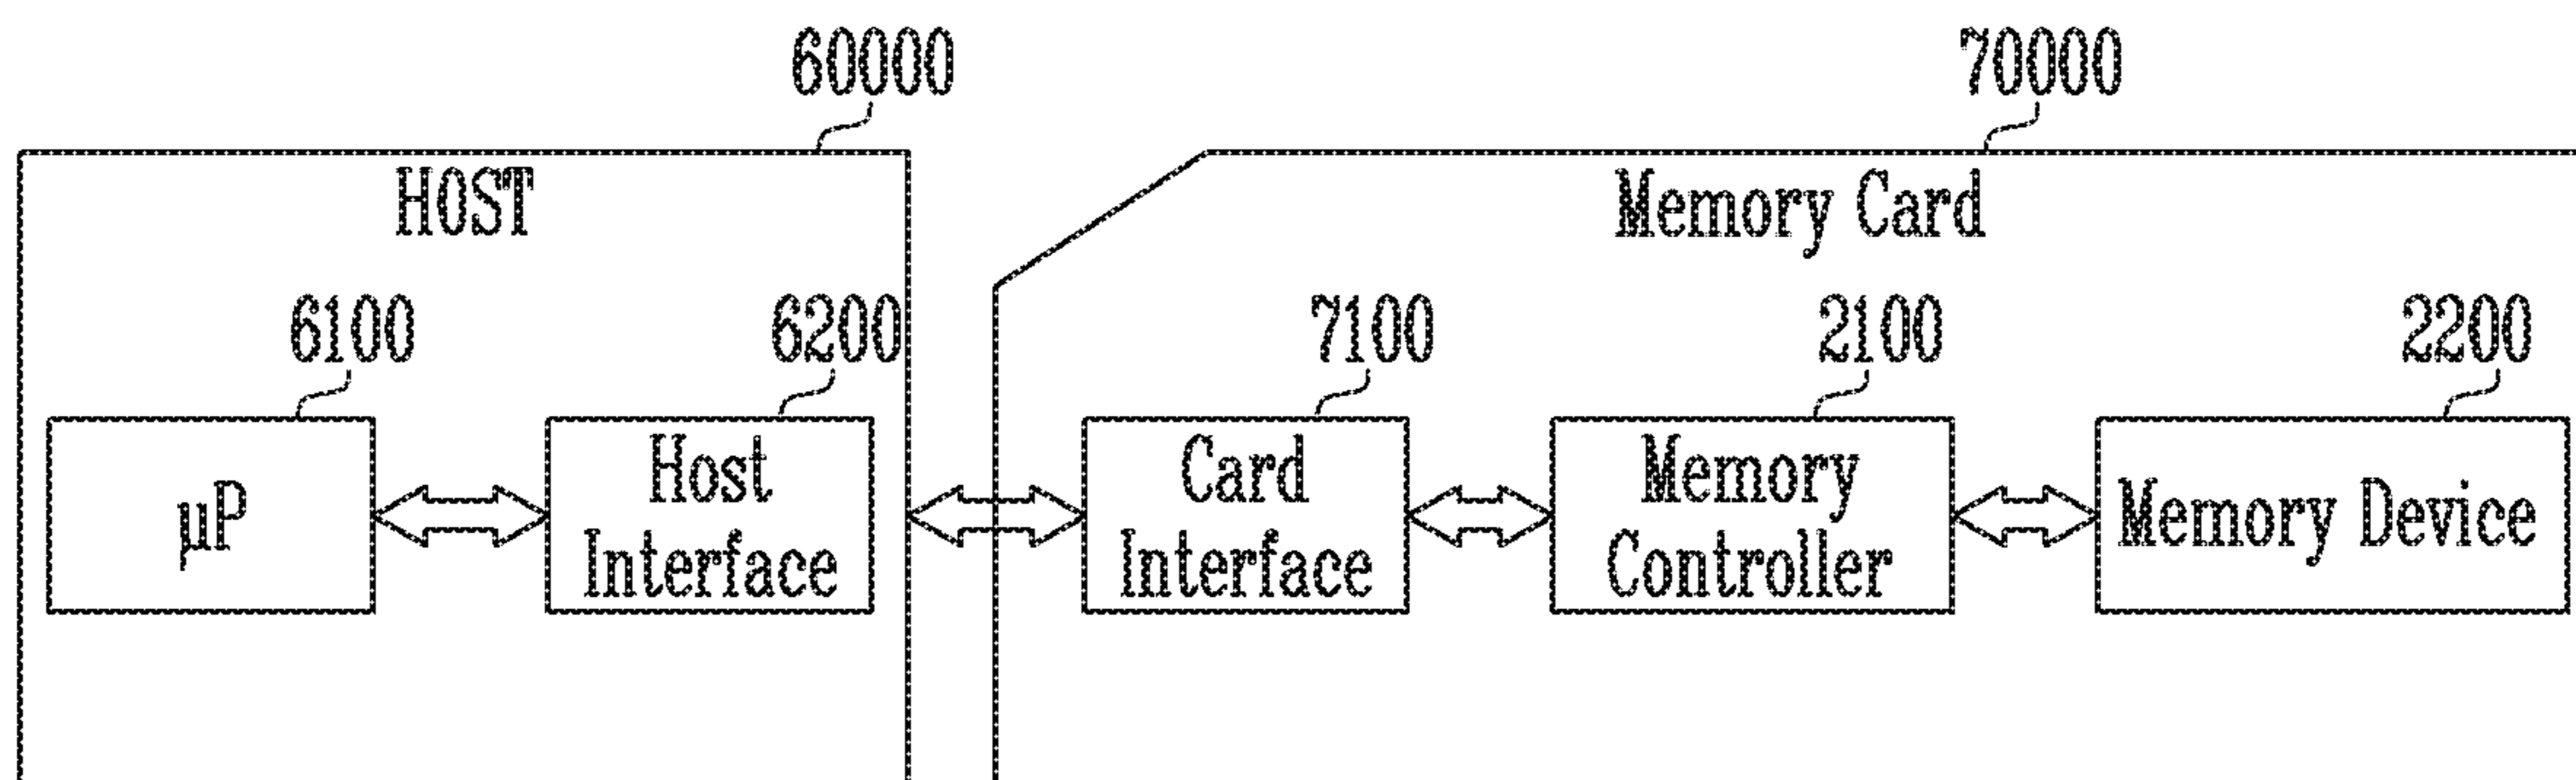 60000
70000
HOST
Memory Card
6100
6200
7100
2100
2200
μP
Host
Interface
Card
Interface
Memory
Controller
Memory Device